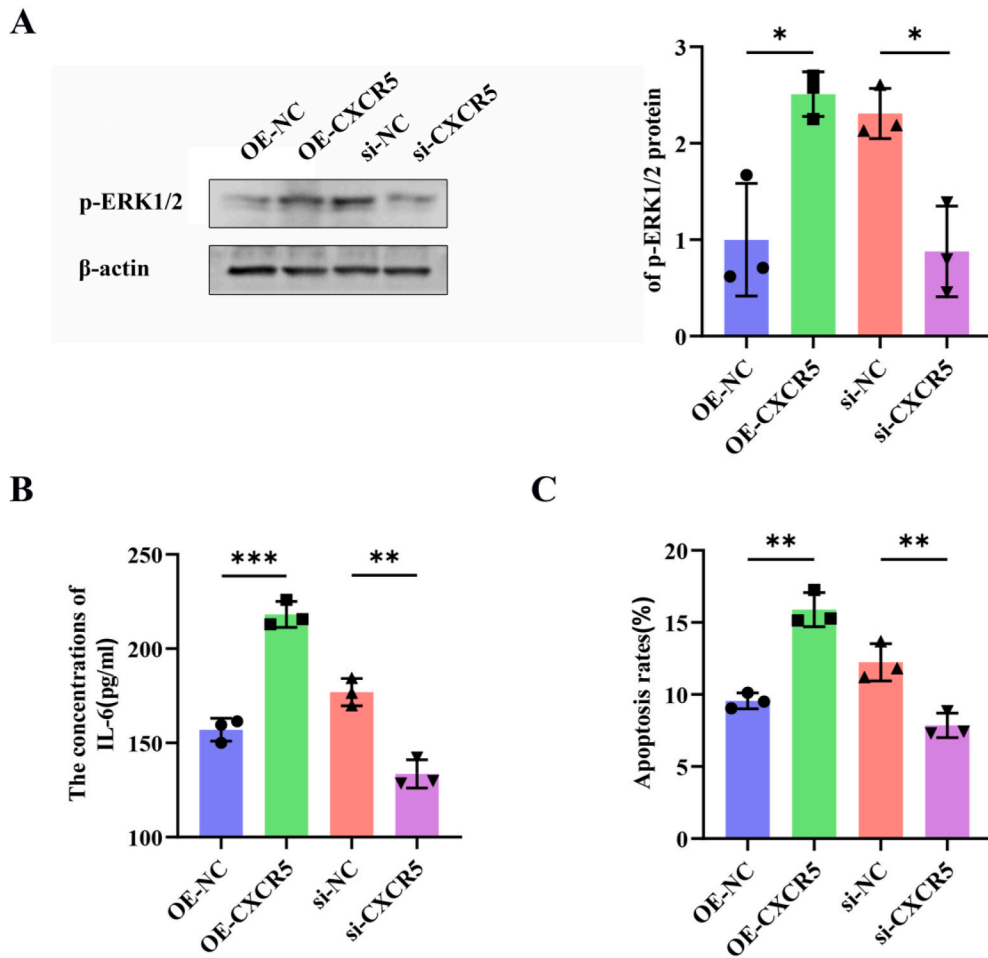 A
OE-NC
OE-CXCR5
si-NC
si-CXCR5
p-ERK1/2
β-actin
of p-ERK1/2 protein
3
2
1
0
*
*
OE-NC
OE-CXCR5
si-NC
si-CXCR5
B
The concentrations of
IL-6(pg/ml)
250
200
150
100
***
**
OE-NC
OE-CXCR5
si-NC
si-CXCR5
C
Apoptosis rates(%)
20
15
10
5
0
**
**
OE-NC
OE-CXCR5
si-NC
si-CXCR5